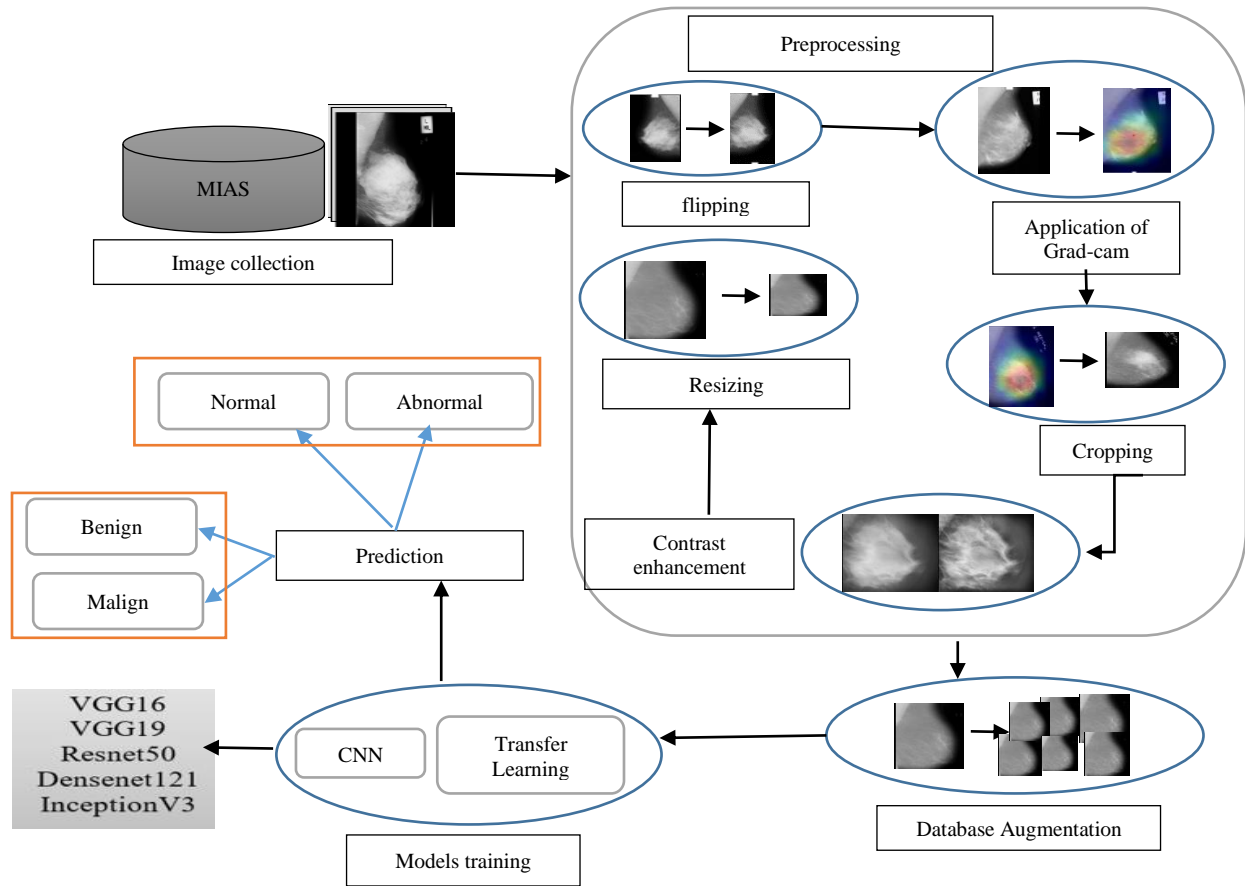 Preprocessing
MIAS
Image collection
flipping
Application of
Grad-cam
Resizing
Cropping
Contrast
enhancement
Normal
Abnormal
Benign
Malign
Prediction
VGG16
VGG19
Resnet50
Densenet121
InceptionV3
CNN
Transfer
Learning
Models training
Database Augmentation